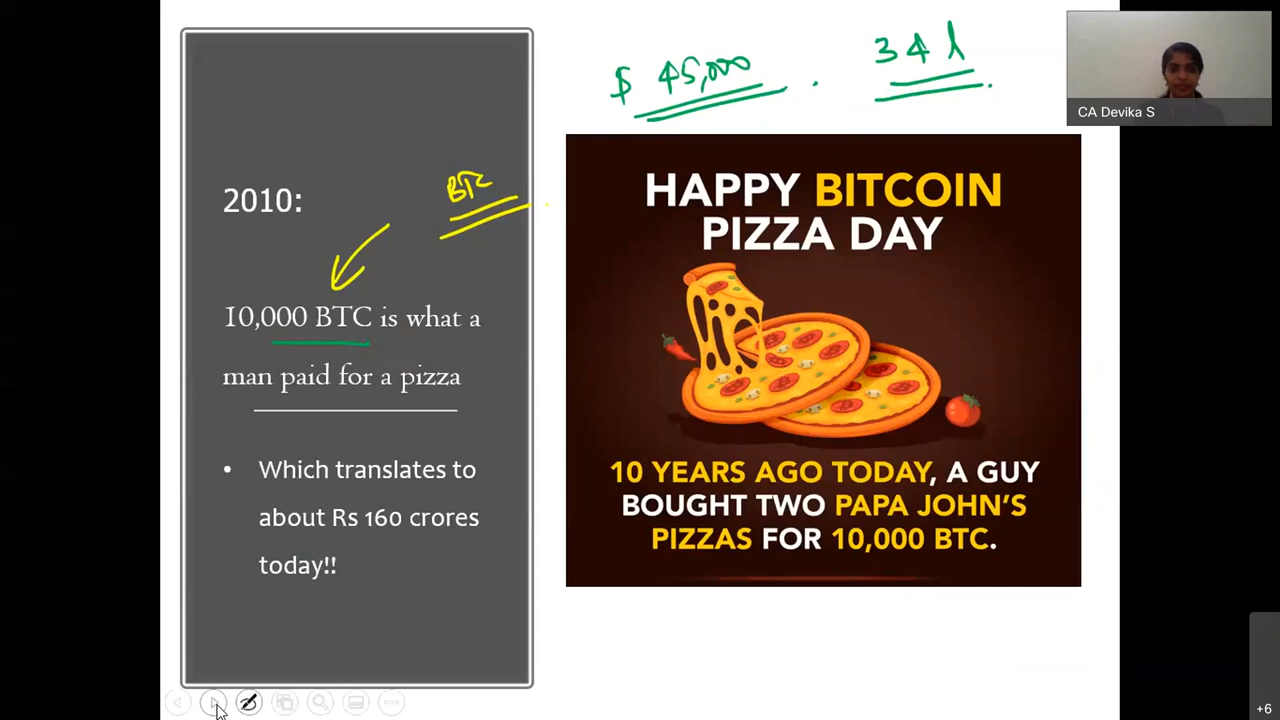 $ 45,000 . 34 l
CA Devika S
2010:
BTC
10,000 BTC is what a
man paid for a pizza
• Which translates to
about Rs 160 crores
today!!
HAPPY BITCOIN
PIZZA DAY
10 YEARS AGO TODAY, A GUY
BOUGHT TWO PAPA JOHN'S
PIZZAS FOR 10,000 BTC.
+6